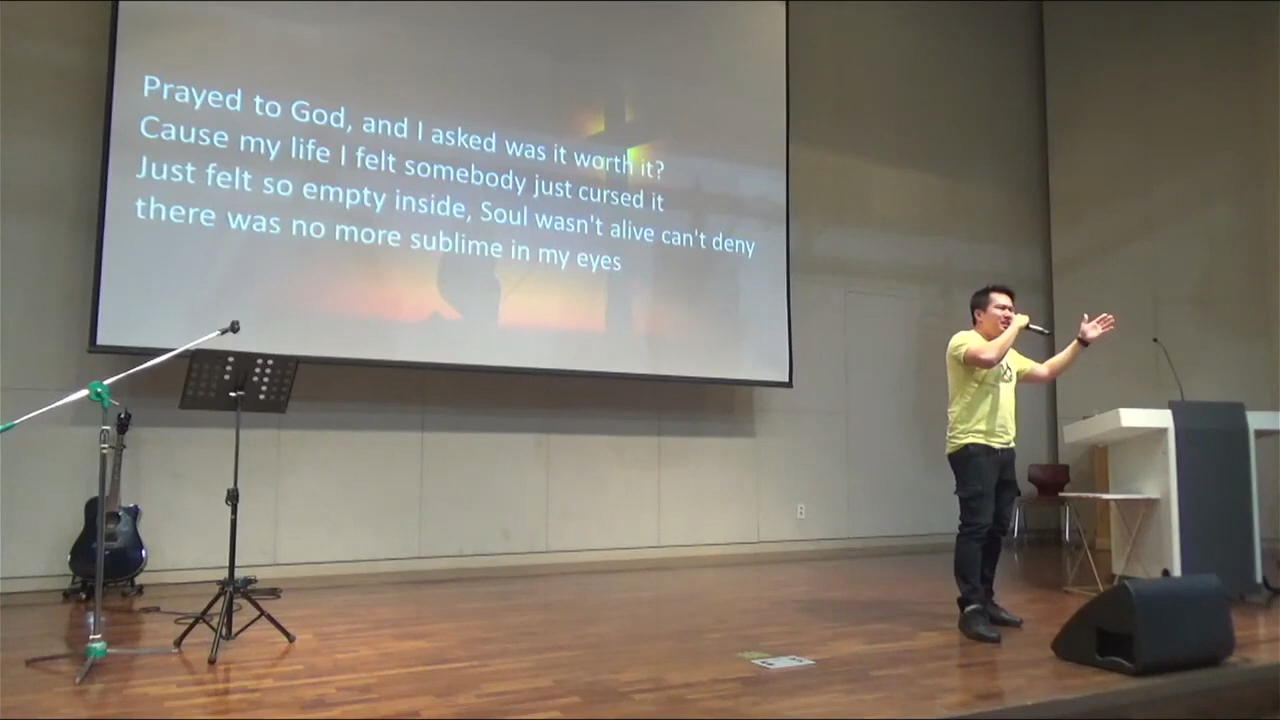 Prayed to God, and I asked was it worth it?
Cause my life I felt somebody just cursed it
Just felt so empty inside, Soul wasn't alive can't deny
there was no more sublime in my eyes